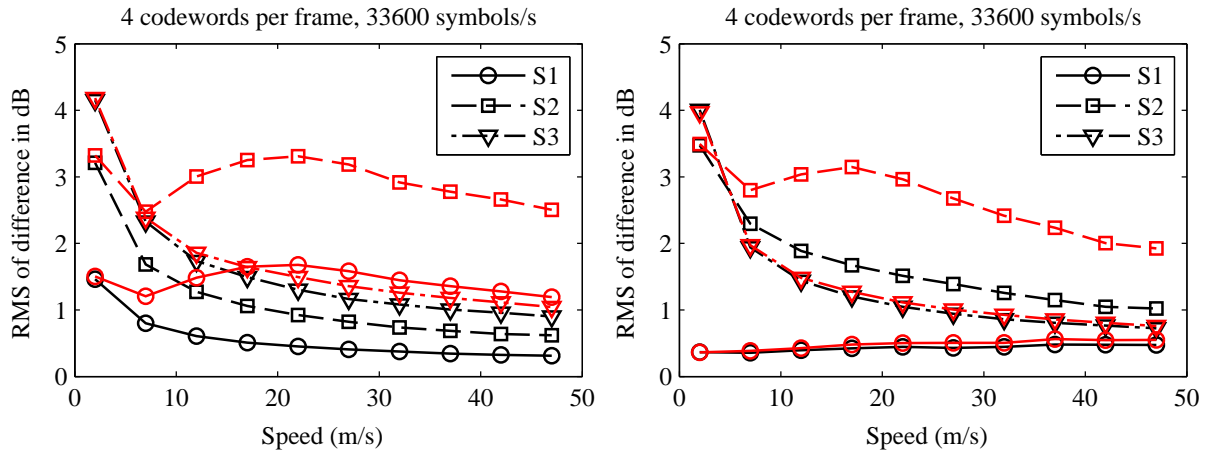 4 codewords per frame, 33600 symbols/s
5
4
3
2
1
0
0 10 20 30 40 50
RMS of difference in dB
Speed (m/s)
S1
S2
S3
4 codewords per frame, 33600 symbols/s
5
4
3
2
1
0
0 10 20 30 40 50
RMS of difference in dB
Speed (m/s)
S1
S2
S3